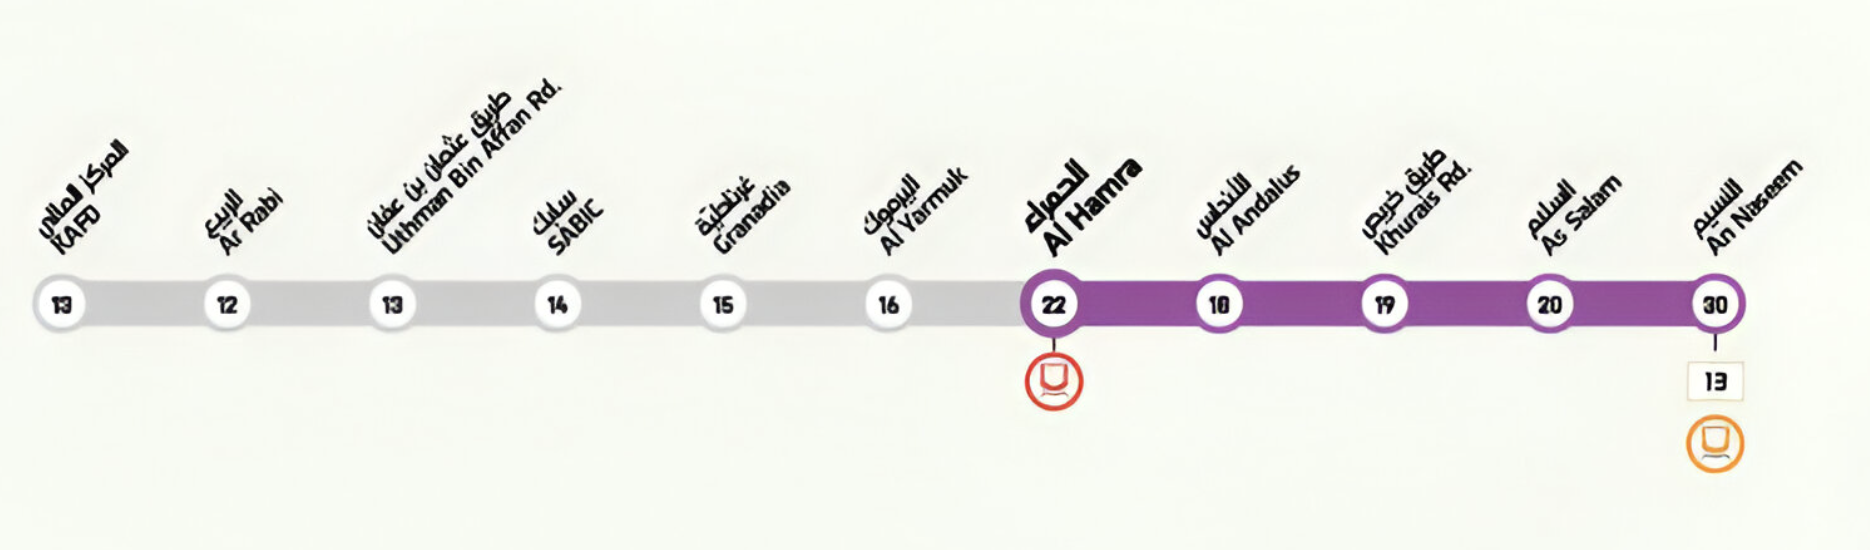 المركز المالي
KAFD
الربيع
Ar Rabi
طريق عثمان بن عفان
Uthman Bin Affan Rd.
سابك
SABIC
غرناطة
Granadia
اليرموك
Al Yarmuk
الحمراء
Al Hamra
الأندلس
Al Andalus
طريق خريص
Khurais Rd.
السلام
As Salam
النسيم
An Naseem
13
12
13
14
15
16
22
18
19
20
30
13